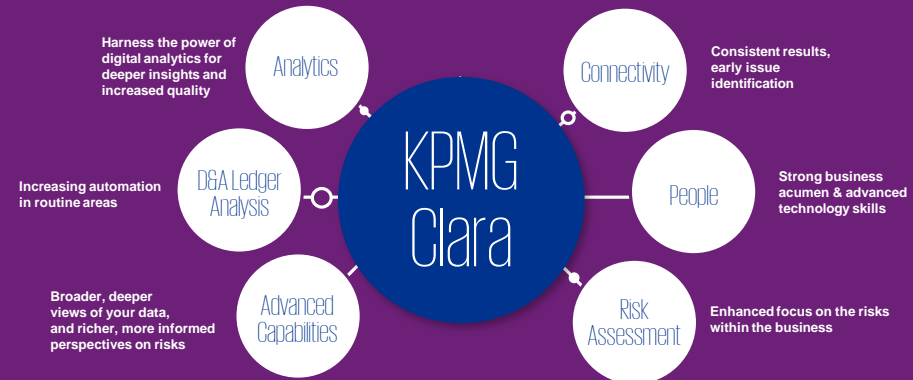 Harness the power of
digital analytics for
deeper insights and
increased quality
Analytics
Connectivity
Consistent results,
early issue
identification
KPMG
Clara
Increasing automation
in routine areas
D&A Ledger
Analysis
People
Strong business
acumen & advanced
technology skills
Broader, deeper
views of your data,
and richer, more informed
perspectives on risks
Advanced
Capabilities
Risk
Assessment
Enhanced focus on the risks
within the business